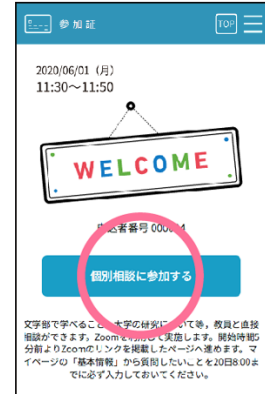 参加証
TOP
2020/06/01（月）
11:30～11:50
WELCOME
者番号
個別相談に参加する
文学部で学べること、大学の研究について等、教員と直接
相談ができます。Zoomを利用して実施します。開始時間5
分前よりZoomのリンクを掲載したページへ進めます。マ
イページの「基本情報」から質問したいことを20日8:00ま
でに必ず入力しておいてください。